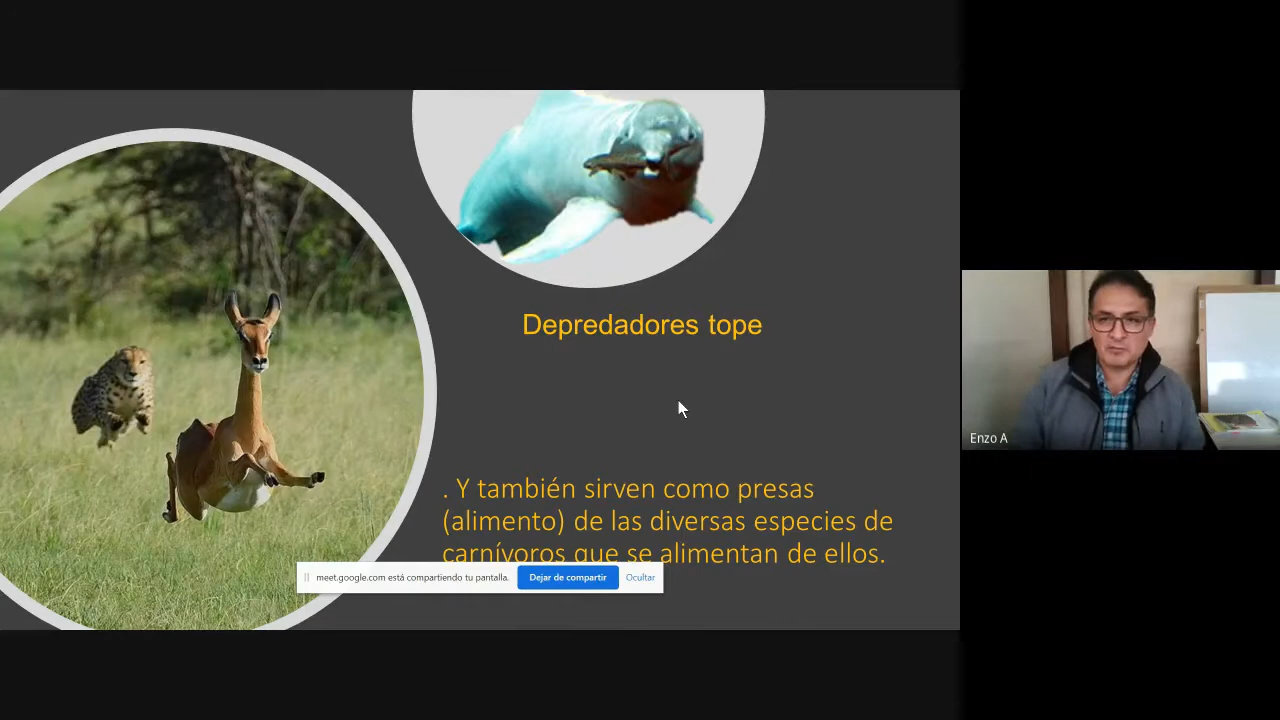 Depredadores tope
. Y también sirven como presas
(alimento) de las diversas especies de
carnívoros que se alimentan de ellos.
meet.google.com está compartiendo tu pantalla.
Dejar de compartir
Ocultar
Enzo A